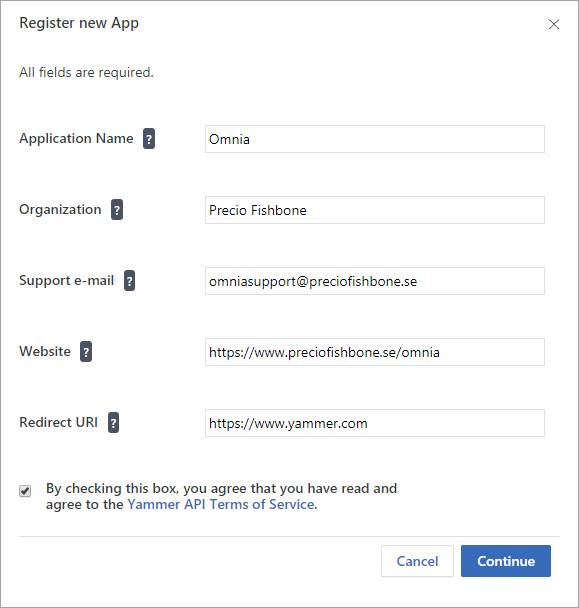 Register new App
All fields are required.
Application Name ? Omnia
Organization ? Precio Fishbone
Support e-mail ? omniasupport@preciofishbone.se
Website ? https://www.preciofishbone.se/omnia
Redirect URI ? https://www.yammer.com
By checking this box, you agree that you have read and
agree to the Yammer API Terms of Service.
Cancel Continue